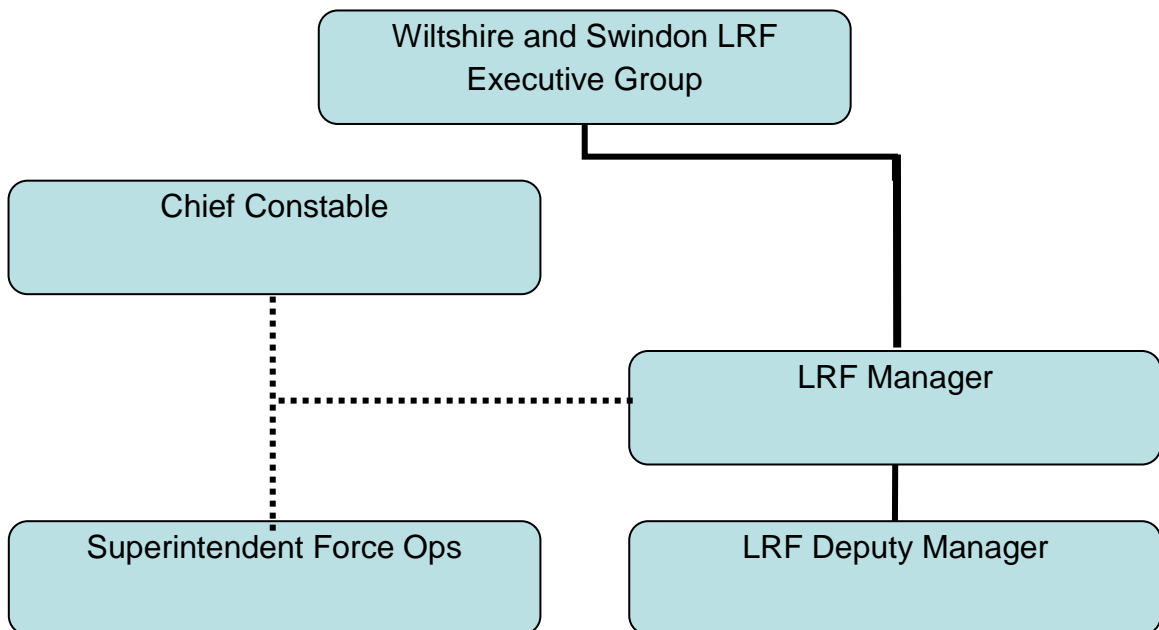 Wiltshire and Swindon LRF
Executive Group
Chief Constable
LRF Manager
Superintendent Force Ops
LRF Deputy Manager